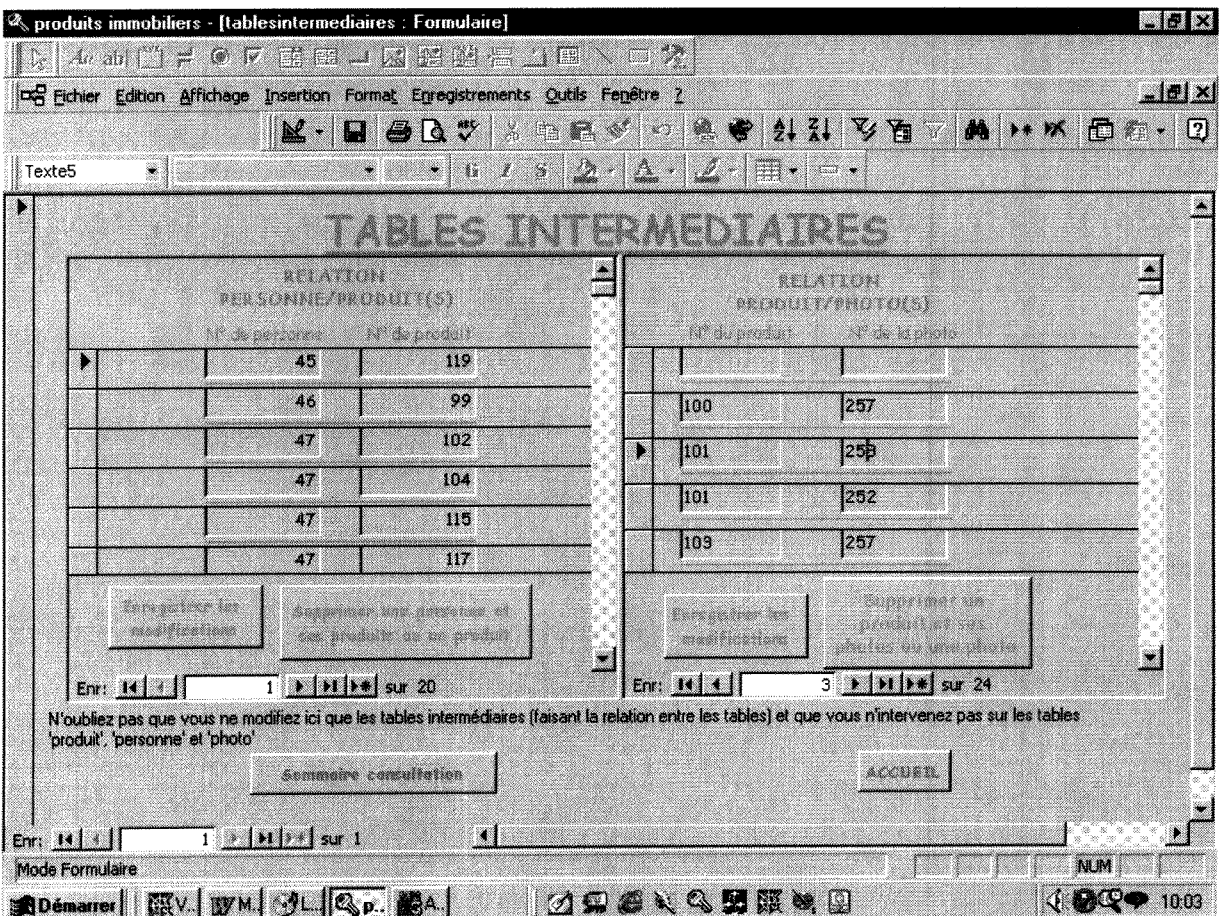 produits immobiliers - [tablesintermediaires : Formulaire]
Fichier Edition Affichage Insertion Format Enregistrements Outils Fenêtre ?
Texte5
G I S
TABLES INTERMEDIAIRES
RELATION
PERSONNE/PRODUIT(S)
N° de personne N° de produit
45 119
46 99
47 102
47 104
47 115
47 117
Enregistrer les
modifications
Supprimer une personne et
ses produits ou un produit
Enr: 1 sur 20
RELATION
PRODUIT/PHOTO(S)
N° du produit N° de la photo
100 257
101
101 252
103 257
Enregistrer les
modifications
Supprimer un
produit et ses
photos ou une photo
Enr: 3 sur 24
N'oubliez pas que vous ne modifiez ici que les tables intermédiaires (faisant la relation entre les tables) et que vous n'intervenez pas sur les tables
'produit', 'personne' et 'photo'
Sommaire consultation
ACCUEIL
Enr: 1 sur 1
Mode Formulaire
NUM
Démarrer V.. M.. L.. p.. A.. 10:03